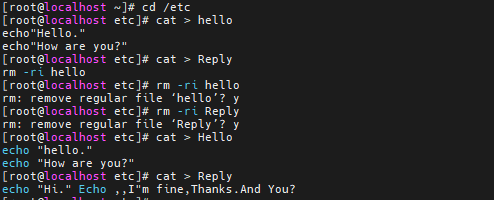 [root@localhost ~]# cd /etc
[root@localhost etc]# cat > hello
echo"Hello."
echo"How are you?"
[root@localhost etc]# cat > Reply
rm -ri hello
[root@localhost etc]# rm -ri hello
rm: remove regular file ‘hello’? y
[root@localhost etc]# rm -ri Reply
rm: remove regular file ‘Reply’? y
[root@localhost etc]# cat > Hello
echo "hello."
echo "How are you?"
[root@localhost etc]# cat > Reply
echo "Hi." Echo ,,I"m fine,Thanks.And You?